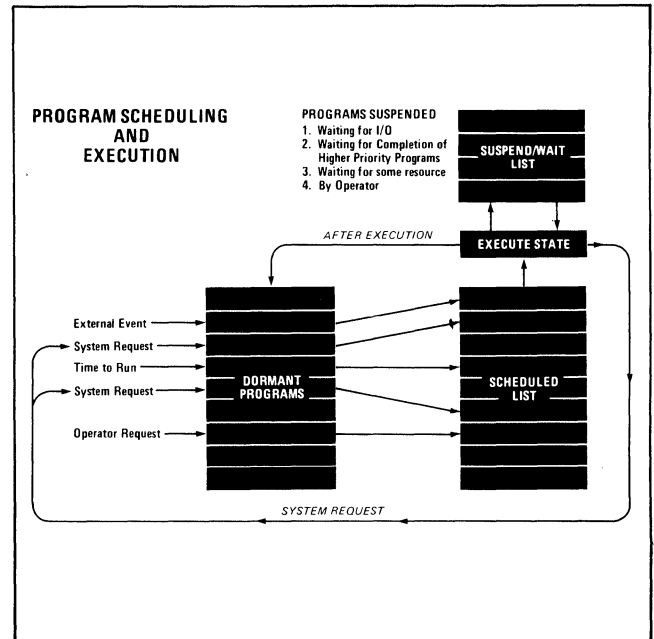 PROGRAM SCHEDULING
AND
EXECUTION
PROGRAMS SUSPENDED
1. Waiting for I/O
2. Waiting for Completion of
Higher Priority Programs
3. Waiting for some resource
4. By Operator
SUSPEND/WAIT
LIST
AFTER EXECUTION
EXECUTE STATE
External Event
System Request
Time to Run
System Request
Operator Request
DORMANT
PROGRAMS
SCHEDULED
LIST
SYSTEM REQUEST